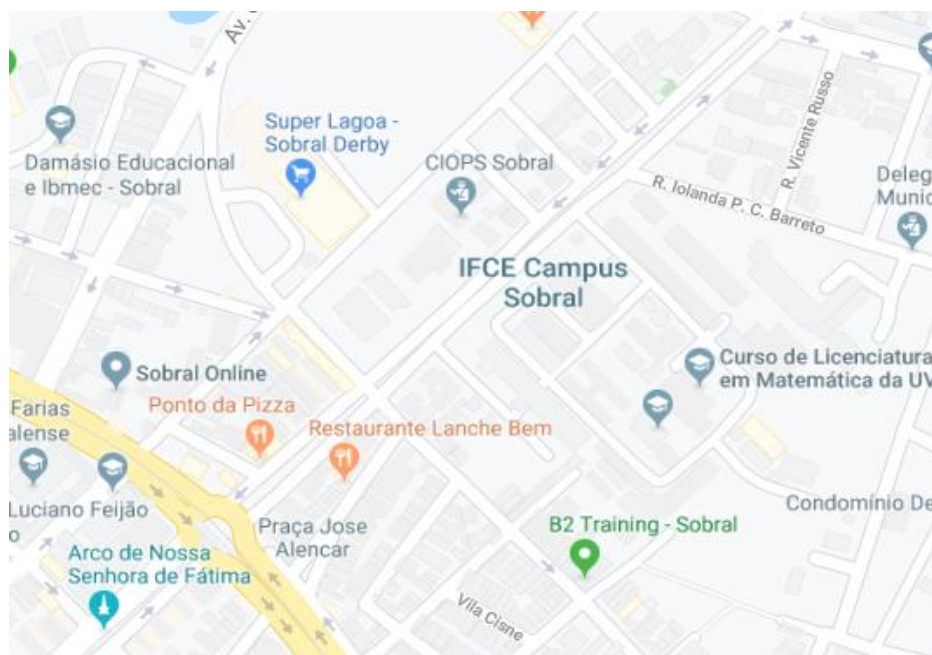 Av.
Super Lagoa -
Sobral Derby
CIOPS Sobral
Damásio Educacional
e Ibmec - Sobral
R. Vicente Russo
R. Iolanda P. C. Barreto
Deleg
Munic
IFCE Campus
Sobral
Curso de Licenciatura
em Matemática da UV
Sobral Online
Ponto da Pizza
Restaurante Lanche Bem
Farias
alense
Luciano Feijão
o
Praça Jose
Alencar
Condomínio De
B2 Training - Sobral
Arco de Nossa
Senhora de Fátima
Vila Cisne